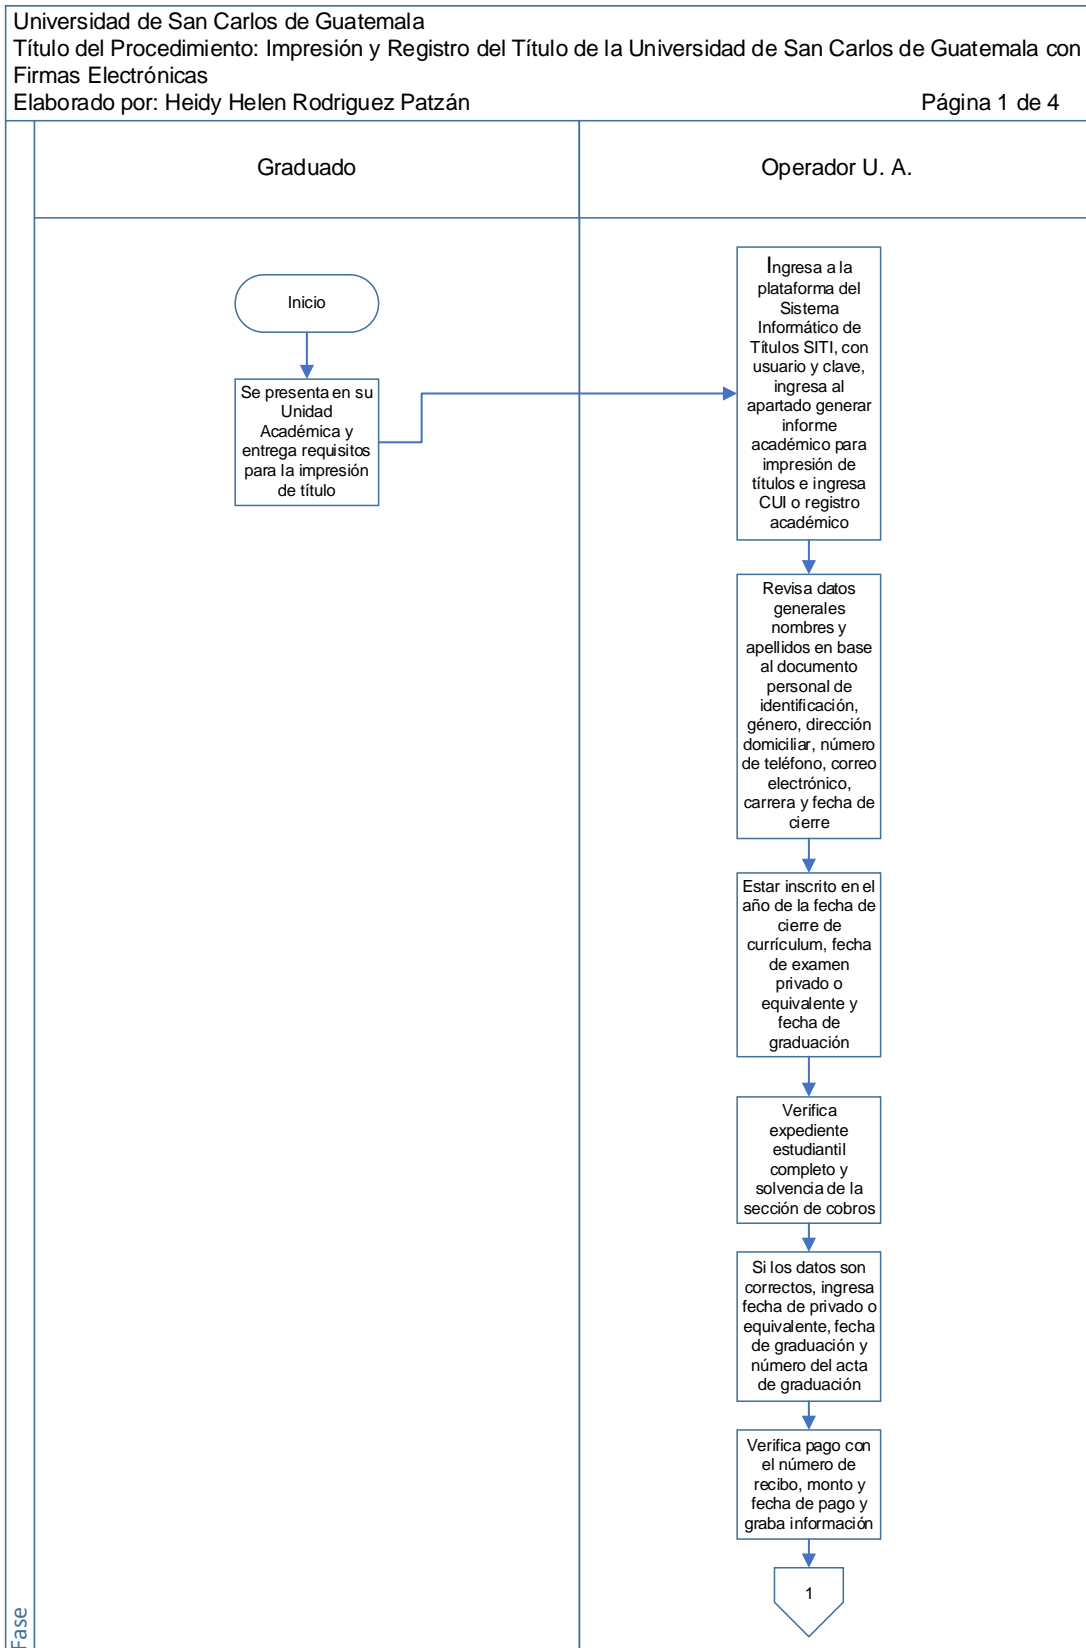 Universidad de San Carlos de Guatemala
Título del Procedimiento: Impresión y Registro del Título de la Universidad de San Carlos de Guatemala con
Firmas Electrónicas
Elaborado por: Heidy Helen Rodriguez Patzán Página 1 de 4
Graduado
Operador U. A.
Inicio
Se presenta en su
Unidad
Académica y
entrega requisitos
para la impresión
de título
Ingresa a la
plataforma del
Sistema
Informático de
Títulos SITI, con
usuario y clave,
ingresa al
apartado generar
informe
académico para
impresión de
títulos e ingresa
CUI o registro
académico
Revisa datos
generales
nombres y
apellidos en base
al documento
personal de
identificación,
género, dirección
domiciliar, número
de teléfono, correo
electrónico,
carrera y fecha de
cierre
Estar inscrito en el
año de la fecha de
cierre de
currículum, fecha
de examen
privado o
equivalente y
fecha de
graduación
Verifica
expediente
estudiantil
completo y
solvencia de la
sección de cobros
Si los datos son
correctos, ingresa
fecha de privado o
equivalente, fecha
de graduación y
número del acta
de graduación
Verifica pago con
el número de
recibo, monto y
fecha de pago y
graba información
1
Fase